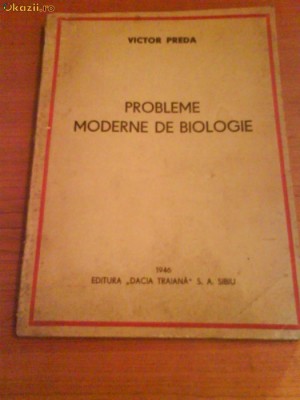 Okazii.ro
VICTOR PREDA
PROBLEME
MODERNE DE BIOLOGIE
1946
EDITURA „DACIA TRAIANĂ” S. A. SIBIU